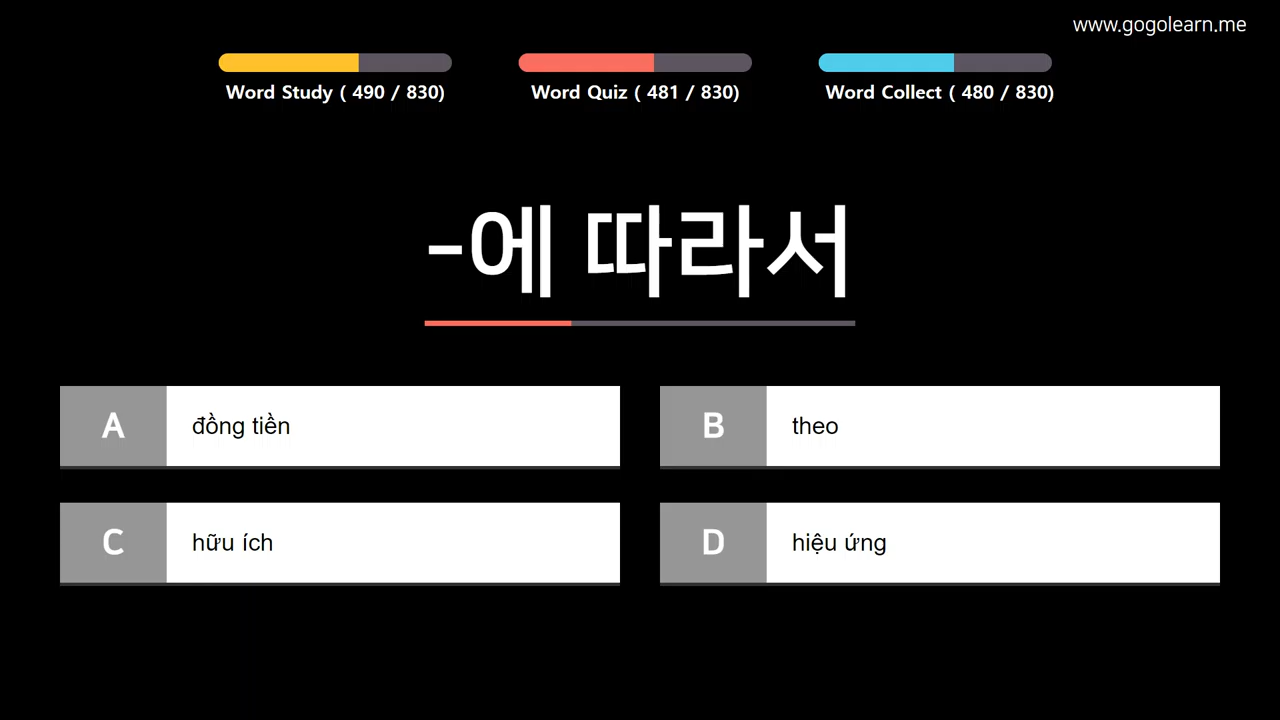 www.gogolearn.me
Word Study ( 490 / 830)
Word Quiz ( 481 / 830)
Word Collect ( 480 / 830)
-에 따라서
A đồng tiền
B theo
C hữu ích
D hiệu ứng